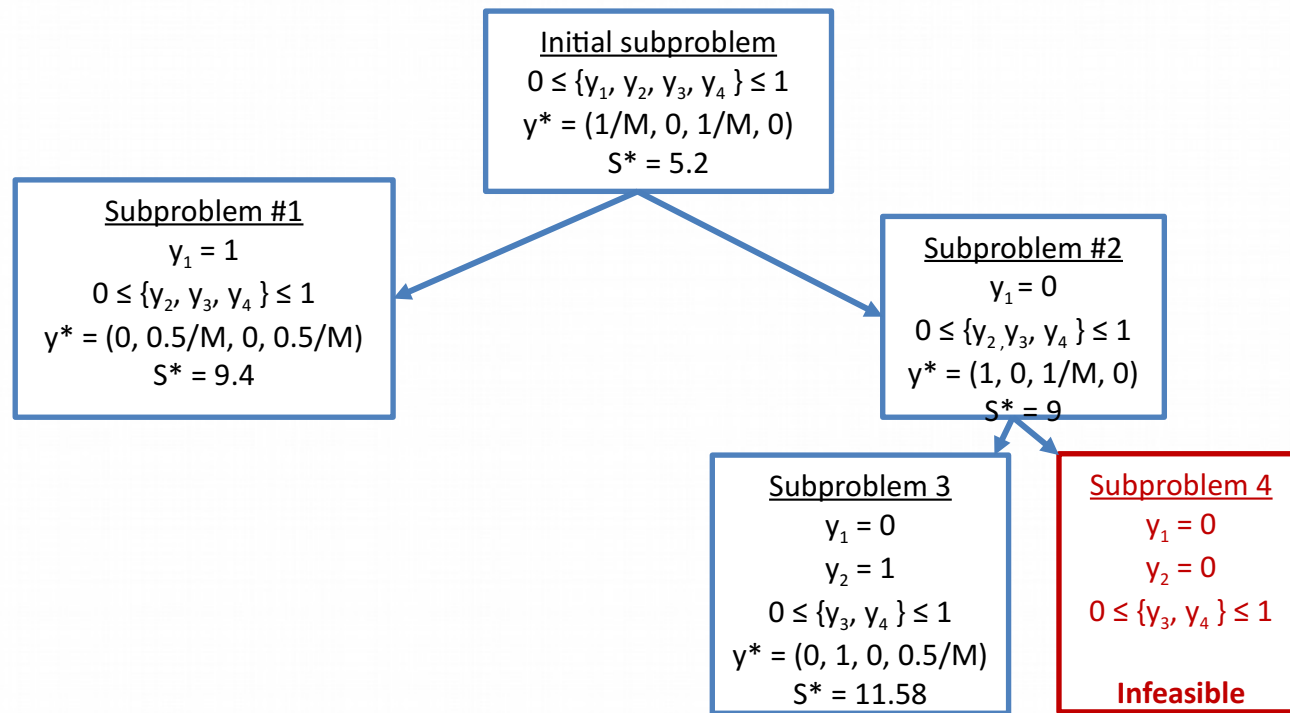 Initial subproblem
0 ≤ {y₁, y₂, y₃, y₄ } ≤ 1
y* = (1/M, 0, 1/M, 0)
S* = 5.2
Subproblem #1
y₁ = 1
0 ≤ {y₂, y₃, y₄ } ≤ 1
y* = (0, 0.5/M, 0, 0.5/M)
S* = 9.4
Subproblem #2
y₁ = 0
0 ≤ {y₂,y₃, y₄ } ≤ 1
y* = (1, 0, 1/M, 0)
S* = 9
Subproblem 3
y₁ = 0
y₂ = 1
0 ≤ {y₃, y₄ } ≤ 1
y* = (0, 1, 0, 0.5/M)
S* = 11.58
Subproblem 4
y₁ = 0
y₂ = 0
0 ≤ {y₃, y₄ } ≤ 1
Infeasible